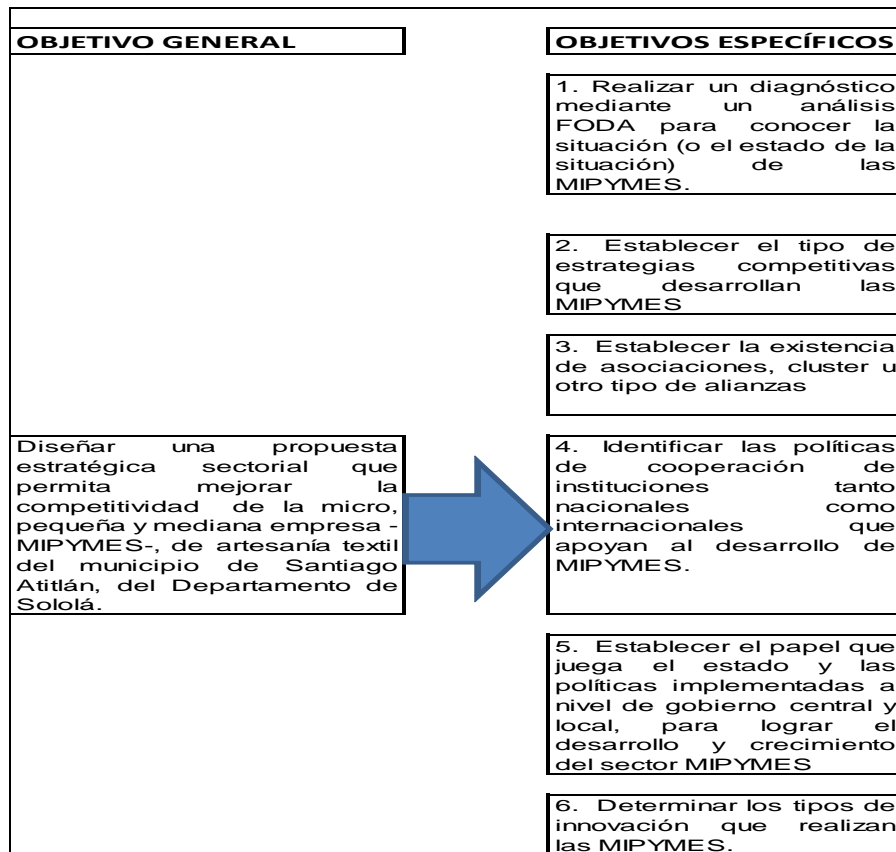 OBJETIVO GENERAL
OBJETIVOS ESPECÍFICOS
1. Realizar un diagnóstico
mediante un análisis
FODA para conocer la
situación (o el estado de la
situación) de las
MIPYMES.
2. Establecer el tipo de
estrategias competitivas
que desarrollan las
MIPYMES
3. Establecer la existencia
de asociaciones, cluster u
otro tipo de alianzas
Diseñar una propuesta
estratégica sectorial que
permita mejorar la
competitividad de la micro,
pequeña y mediana empresa -
MIPYMES-, de artesanía textil
del municipio de Santiago
Atitlán, del Departamento de
Sololá.
4. Identificar las políticas
de cooperación de
instituciones tanto
nacionales como
internacionales que
apoyan al desarrollo de
MIPYMES.
5. Establecer el papel que
juega el estado y las
políticas implementadas a
nivel de gobierno central y
local, para lograr el
desarrollo y crecimiento
del sector MIPYMES
6. Determinar los tipos de
innovación que realizan
las MIPYMES.